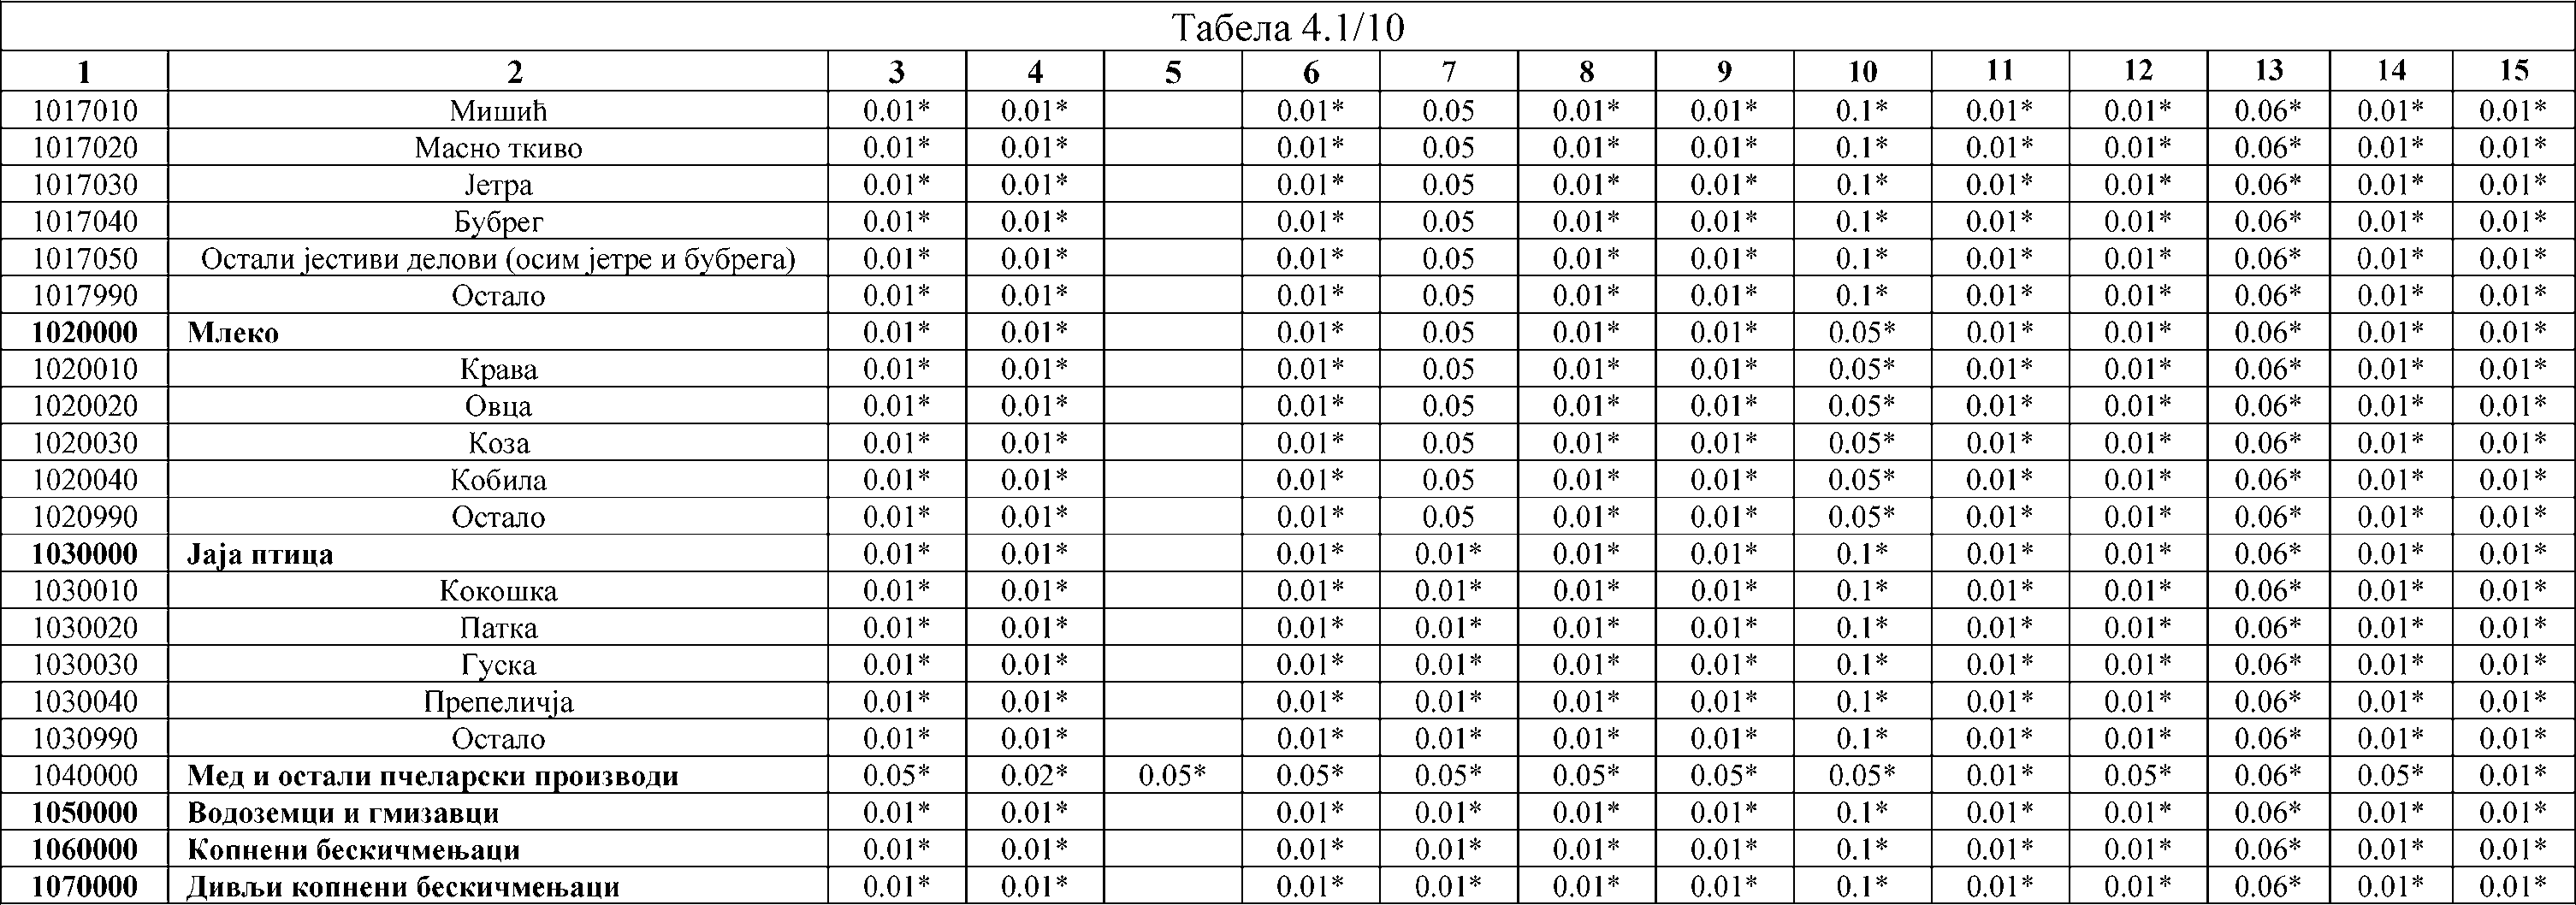 Табела 4.1/10
1 2 3 4 5 6 7 8 9 10 11 12 13 14 15
1017010 Мишић 0.01* 0.01* 0.01* 0.05 0.01* 0.01* 0.1* 0.01* 0.01* 0.06* 0.01* 0.01*
1017020 Масно ткиво 0.01* 0.01* 0.01* 0.05 0.01* 0.01* 0.1* 0.01* 0.01* 0.06* 0.01* 0.01*
1017030 Јетра 0.01* 0.01* 0.01* 0.05 0.01* 0.01* 0.1* 0.01* 0.01* 0.06* 0.01* 0.01*
1017040 Бубрег 0.01* 0.01* 0.01* 0.05 0.01* 0.01* 0.1* 0.01* 0.01* 0.06* 0.01* 0.01*
1017050 Остали јестиви делови (осим јетре и бубрега) 0.01* 0.01* 0.01* 0.05 0.01* 0.01* 0.1* 0.01* 0.01* 0.06* 0.01* 0.01*
1017990 Остало 0.01* 0.01* 0.01* 0.05 0.01* 0.01* 0.1* 0.01* 0.01* 0.06* 0.01* 0.01*
1020000 Млеко 0.01* 0.01* 0.01* 0.05 0.01* 0.01* 0.05* 0.01* 0.01* 0.06* 0.01* 0.01*
1020010 Крава 0.01* 0.01* 0.01* 0.05 0.01* 0.01* 0.05* 0.01* 0.01* 0.06* 0.01* 0.01*
1020020 Овца 0.01* 0.01* 0.01* 0.05 0.01* 0.01* 0.05* 0.01* 0.01* 0.06* 0.01* 0.01*
1020030 Коза 0.01* 0.01* 0.01* 0.05 0.01* 0.01* 0.05* 0.01* 0.01* 0.06* 0.01* 0.01*
1020040 Кобила 0.01* 0.01* 0.01* 0.05 0.01* 0.01* 0.05* 0.01* 0.01* 0.06* 0.01* 0.01*
1020990 Остало 0.01* 0.01* 0.01* 0.05 0.01* 0.01* 0.05* 0.01* 0.01* 0.06* 0.01* 0.01*
1030000 Јаја птица 0.01* 0.01* 0.01* 0.01* 0.01* 0.01* 0.1* 0.01* 0.01* 0.06* 0.01* 0.01*
1030010 Кокошка 0.01* 0.01* 0.01* 0.01* 0.01* 0.01* 0.1* 0.01* 0.01* 0.06* 0.01* 0.01*
1030020 Патка 0.01* 0.01* 0.01* 0.01* 0.01* 0.01* 0.1* 0.01* 0.01* 0.06* 0.01* 0.01*
1030030 Гуска 0.01* 0.01* 0.01* 0.01* 0.01* 0.01* 0.1* 0.01* 0.01* 0.06* 0.01* 0.01*
1030040 Препеличја 0.01* 0.01* 0.01* 0.01* 0.01* 0.01* 0.1* 0.01* 0.01* 0.06* 0.01* 0.01*
1030990 Остало 0.01* 0.01* 0.01* 0.01* 0.01* 0.01* 0.1* 0.01* 0.01* 0.06* 0.01* 0.01*
1040000 Мед и остали пчеларски производи 0.05* 0.02* 0.05* 0.05* 0.05* 0.05* 0.05* 0.05* 0.01* 0.05* 0.06* 0.05* 0.01*
1050000 Водоземци и гмизавци 0.01* 0.01* 0.01* 0.01* 0.01* 0.01* 0.1* 0.01* 0.01* 0.06* 0.01* 0.01*
1060000 Копнени бескичмењаци 0.01* 0.01* 0.01* 0.01* 0.01* 0.01* 0.1* 0.01* 0.01* 0.06* 0.01* 0.01*
1070000 Дивљи копнени бескичмењаци 0.01* 0.01* 0.01* 0.01* 0.01* 0.01* 0.1* 0.01* 0.01* 0.06* 0.01* 0.01*